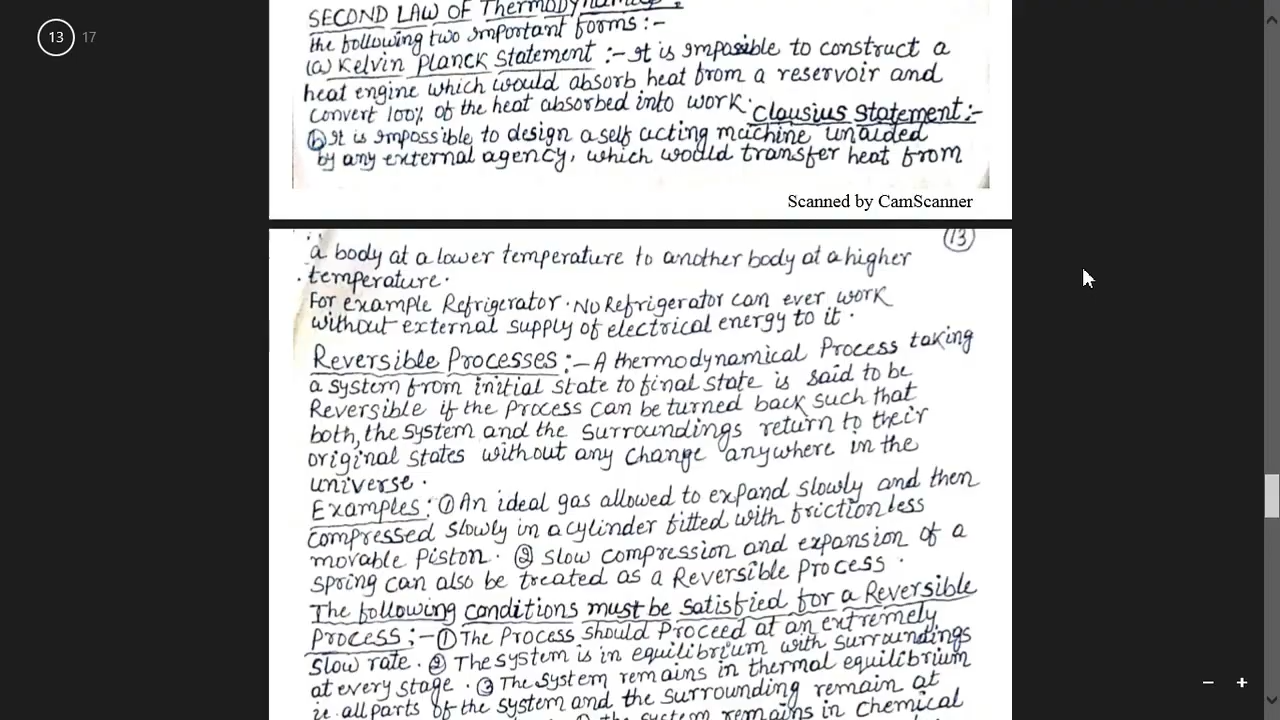 13 17
SECOND LAW OF Thermodynamics :
the following two important forms :-
(a) Kelvin Planck Statement :- It is impossible to construct a
heat engine which would absorb heat from a reservoir and
convert 100% of the heat absorbed into work. Clausius Statement :-
(b) It is impossible to design a self acting machine unaided
by any external agency, which would transfer heat from
Scanned by CamScanner
13
a body at a lower temperature to another body at a higher
temperature.
For example Refrigerator. No Refrigerator can ever work
without external supply of electrical energy to it.
Reversible Processes :- A thermodynamical Process taking
a system from initial state to final state is said to be
Reversible if the Process can be turned back such that
both, the system and the surroundings return to their
original states without any change anywhere in the
universe.
Examples: ① An ideal gas allowed to expand slowly and then
compressed slowly in a cylinder fitted with frictionless
movable piston. ② Slow compression and expansion of a
spring can also be treated as a Reversible Process.
The following conditions must be satisfied for a Reversible
Process :- ① The Process should Proceed at an extremely
slow rate. ② The system is in equilibrium with surroundings
at every stage. ③ The system remains in thermal equilibrium
ie. all parts of the system and the surrounding remain at
the system remains in chemical